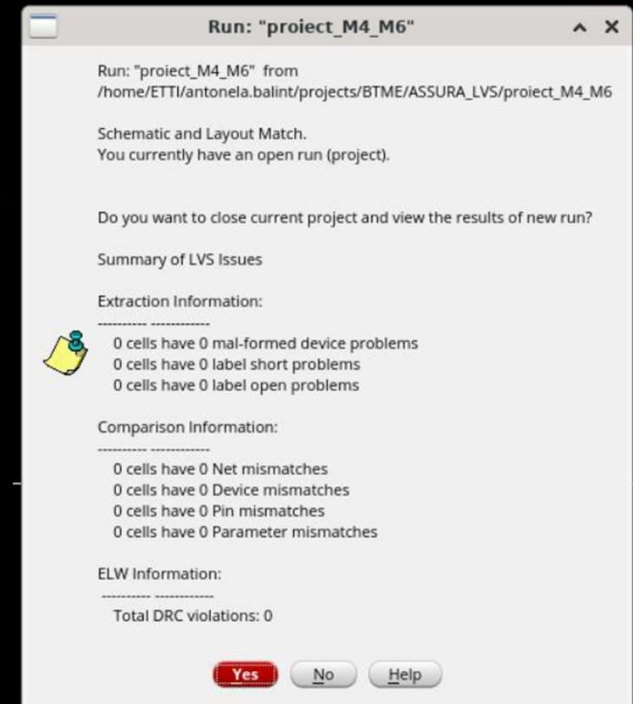 Run: "proiect_M4_M6"
Run: "proiect_M4_M6" from
/home/ETTI/antonela.balint/projects/BTME/ASSURA_LVS/proiect_M4_M6
Schematic and Layout Match.
You currently have an open run (project).
Do you want to close current project and view the results of new run?
Summary of LVS Issues
Extraction Information:
---------- ------------
0 cells have 0 mal-formed device problems
0 cells have 0 label short problems
0 cells have 0 label open problems
Comparison Information:
---------- ------------
0 cells have 0 Net mismatches
0 cells have 0 Device mismatches
0 cells have 0 Pin mismatches
0 cells have 0 Parameter mismatches
ELW Information:
---------- ------------
Total DRC violations: 0
Yes No Help